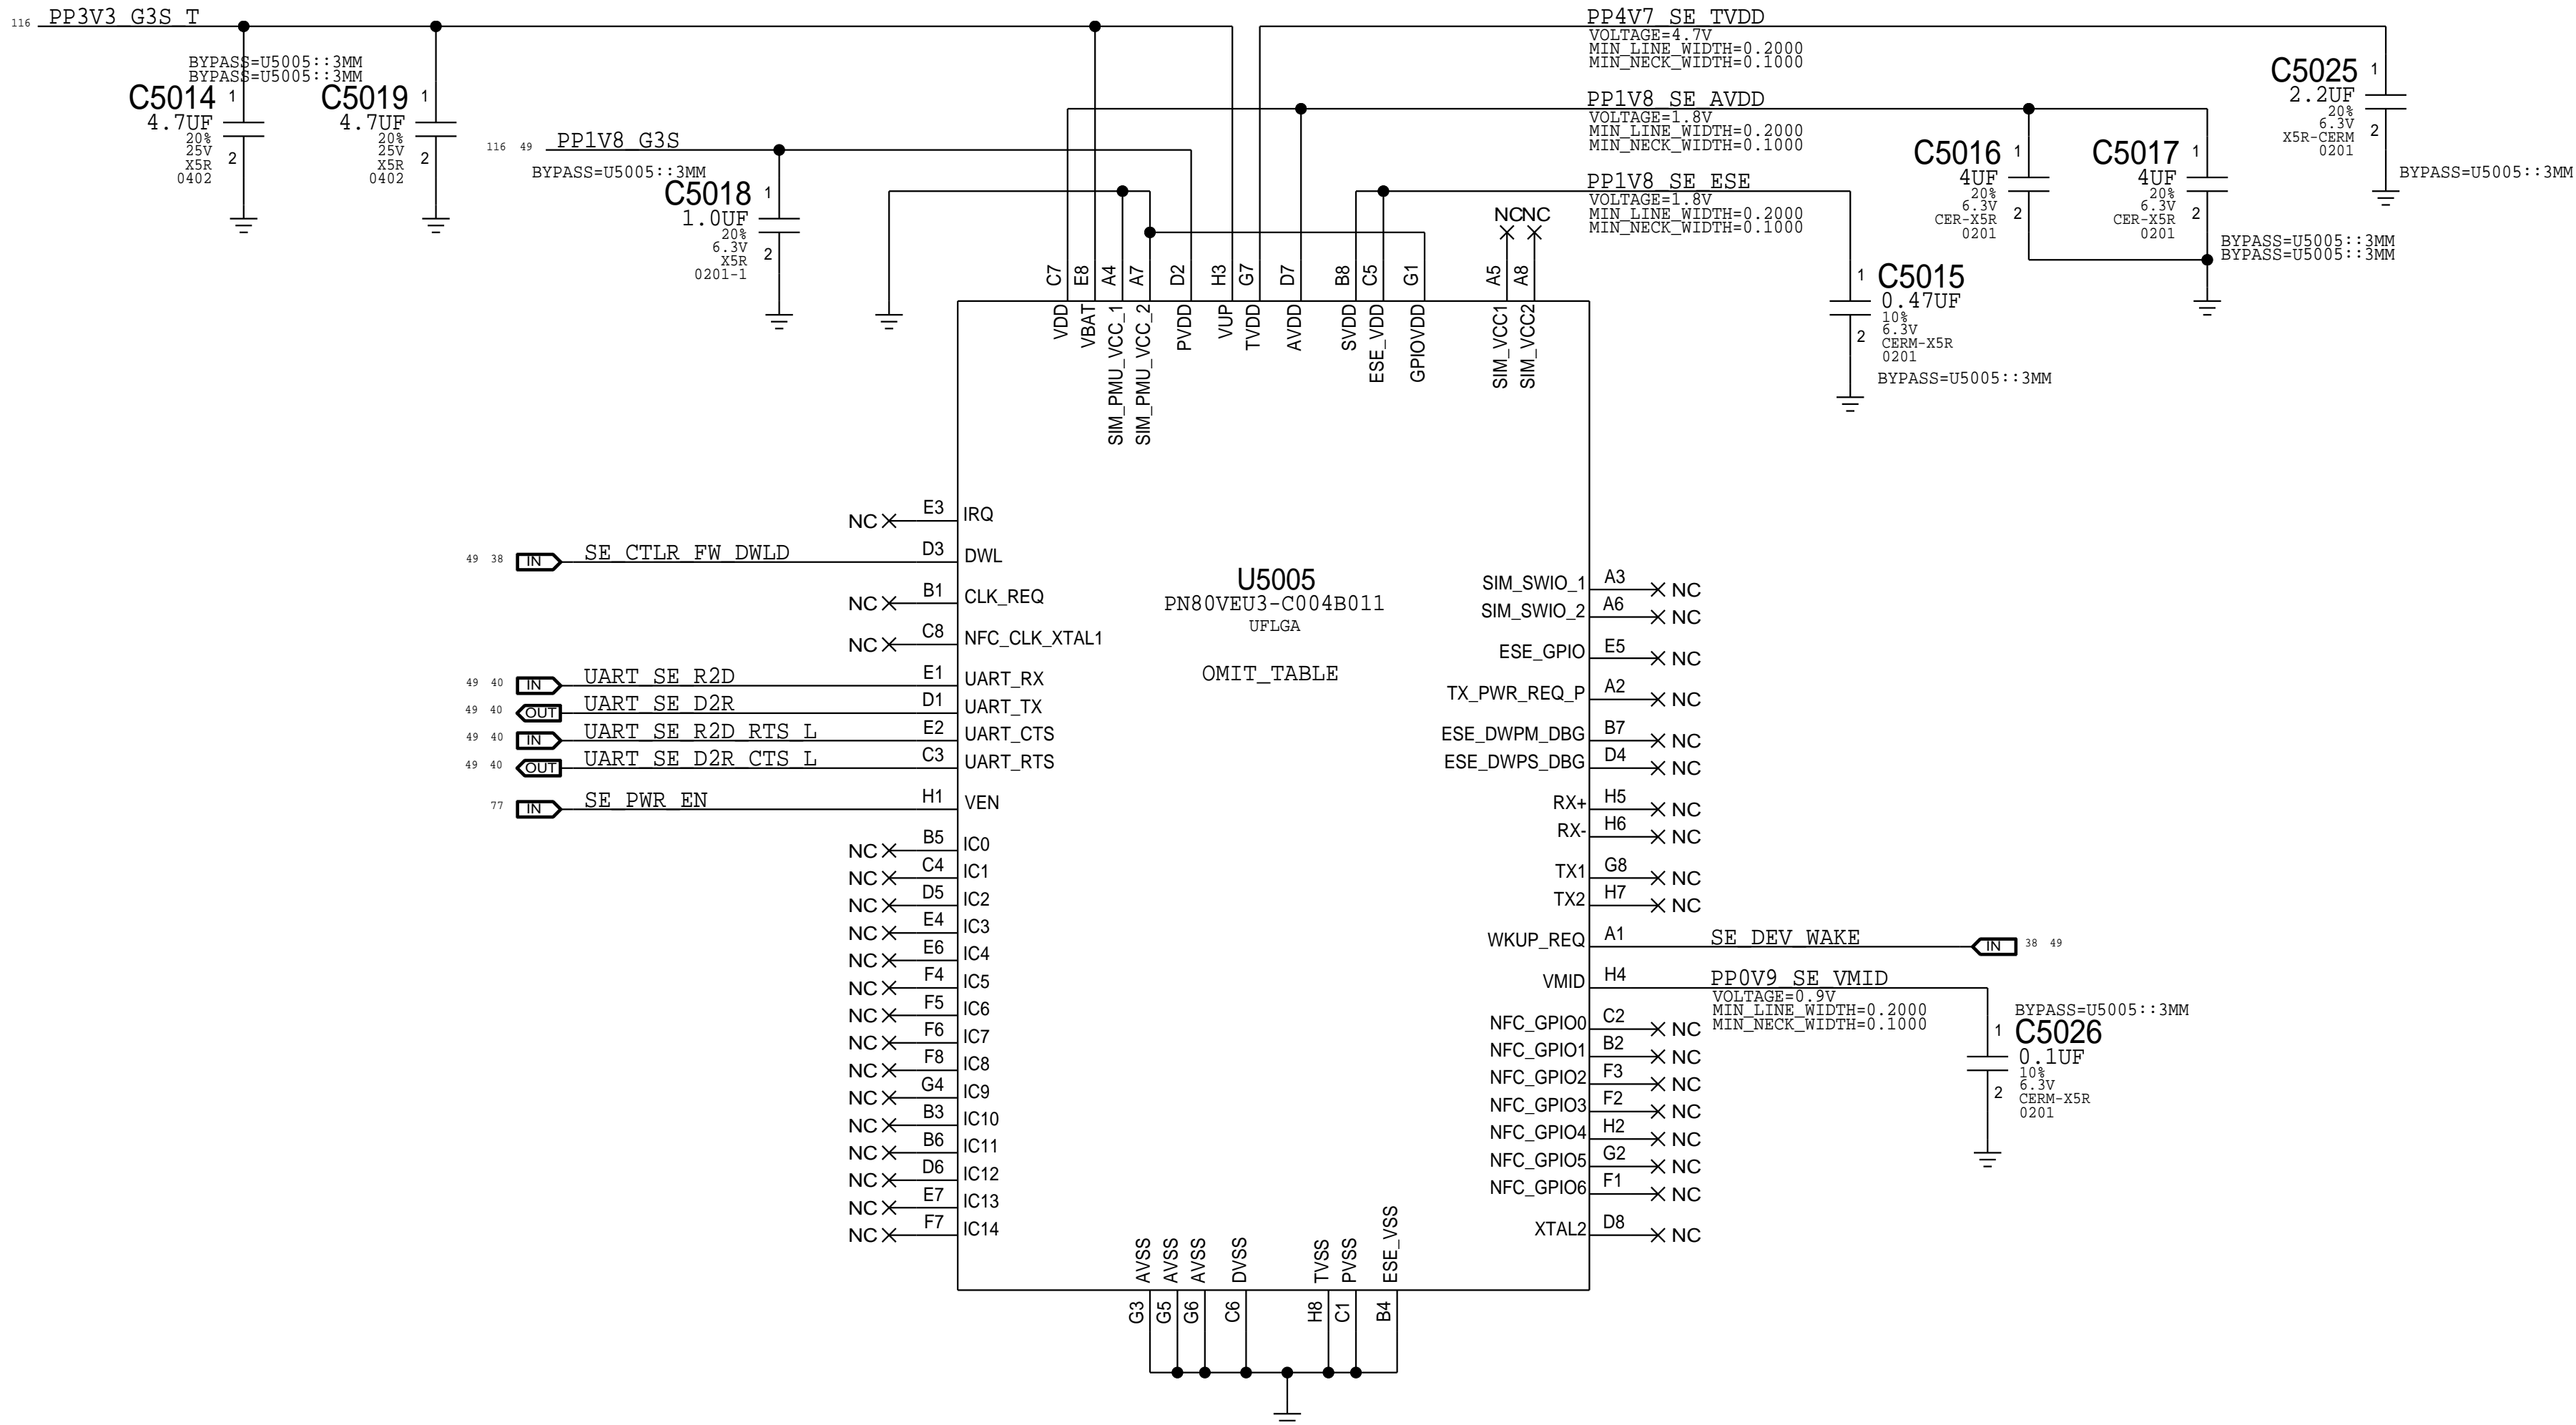 116 PP3V3_G3S_T
BYPASS=U5005::3MM
BYPASS=U5005::3MM
C5014 1
4.7UF
20%
25V
X5R
0402
2
C5019 1
4.7UF
20%
25V
X5R
0402
2
116 49 PP1V8_G3S
BYPASS=U5005::3MM
C5018 1
1.0UF
20%
6.3V
X5R
0201-1
2
PP4V7_SE_TVDD
VOLTAGE=4.7V
MIN_LINE_WIDTH=0.2000
MIN_NECK_WIDTH=0.1000
PP1V8_SE_AVDD
VOLTAGE=1.8V
MIN_LINE_WIDTH=0.2000
MIN_NECK_WIDTH=0.1000
PP1V8_SE_ESE
VOLTAGE=1.8V
MIN_LINE_WIDTH=0.2000
MIN_NECK_WIDTH=0.1000
C5025 1
2.2UF
20%
6.3V
X5R-CERM
0201
2
BYPASS=U5005::3MM
C5016 1
4UF
20%
6.3V
CER-X5R
0201
2
C5017 1
4UF
20%
6.3V
CER-X5R
0201
2
BYPASS=U5005::3MM
BYPASS=U5005::3MM
1 C5015
0.47UF
10%
6.3V
CERM-X5R
0201
2
BYPASS=U5005::3MM
NC NC
C7 VDD
E8 VBAT
A4 SIM_PMU_VCC_1
A7 SIM_PMU_VCC_2
D2 PVDD
H3 VUP
G7 TVDD
D7 AVDD
B8 SVDD
C5 ESE_VDD
G1 GPIOVDD
A5 SIM_VCC1
A8 SIM_VCC2
NC E3 IRQ
49 38 IN SE_CTLR_FW_DWLD D3 DWL
NC B1 CLK_REQ
NC C8 NFC_CLK_XTAL1
49 40 IN UART_SE_R2D E1 UART_RX
49 40 OUT UART_SE_D2R D1 UART_TX
49 40 IN UART_SE_R2D_RTS_L E2 UART_CTS
49 40 OUT UART_SE_D2R_CTS_L C3 UART_RTS
77 IN SE_PWR_EN H1 VEN
NC B5 IC0
NC C4 IC1
NC D5 IC2
NC E4 IC3
NC E6 IC4
NC F4 IC5
NC F5 IC6
NC F6 IC7
NC F8 IC8
NC G4 IC9
NC B3 IC10
NC B6 IC11
NC D6 IC12
NC E7 IC13
NC F7 IC14
U5005
PN80VEU3-C004B011
UFLGA
OMIT_TABLE
SIM_SWIO_1 A3 NC
SIM_SWIO_2 A6 NC
ESE_GPIO E5 NC
TX_PWR_REQ_P A2 NC
ESE_DWPM_DBG B7 NC
ESE_DWPS_DBG D4 NC
RX+ H5 NC
RX- H6 NC
TX1 G8 NC
TX2 H7 NC
WKUP_REQ A1 SE_DEV_WAKE IN 38 49
VMID H4 PP0V9_SE_VMID
VOLTAGE=0.9V
MIN_LINE_WIDTH=0.2000
MIN_NECK_WIDTH=0.1000
BYPASS=U5005::3MM
1 C5026
0.1UF
10%
6.3V
CERM-X5R
0201
2
NFC_GPIO0 C2 NC
NFC_GPIO1 B2 NC
NFC_GPIO2 F3 NC
NFC_GPIO3 F2 NC
NFC_GPIO4 H2 NC
NFC_GPIO5 G2 NC
NFC_GPIO6 F1 NC
XTAL2 D8 NC
AVSS G3
AVSS G5
AVSS G6
DVSS C6
TVSS H8
PVSS C1
ESE_VSS B4